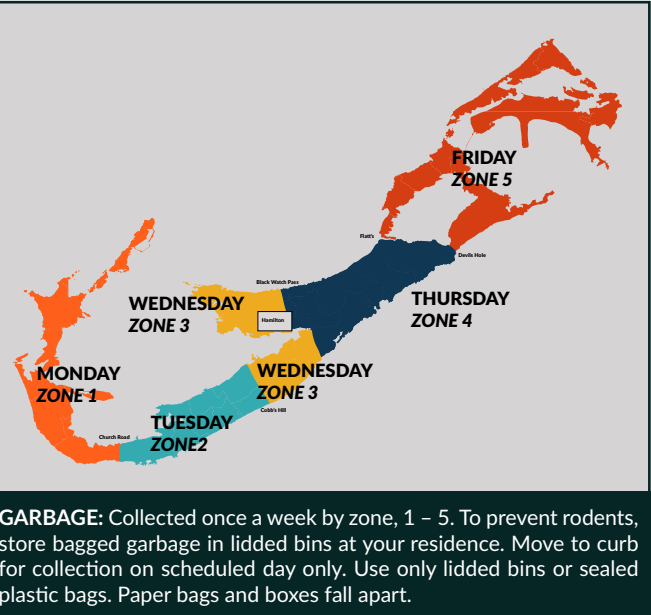 FRIDAY
ZONE 5
Flatt's
Devils Hole
Black Watch Pass
WEDNESDAY
ZONE 3
Hamilton
THURSDAY
ZONE 4
MONDAY
ZONE 1
WEDNESDAY
ZONE 3
Cobb's Hill
TUESDAY
ZONE2
Church Road
GARBAGE: Collected once a week by zone, 1 – 5. To prevent rodents,
store bagged garbage in lidded bins at your residence. Move to curb
for collection on scheduled day only. Use only lidded bins or sealed
plastic bags. Paper bags and boxes fall apart.